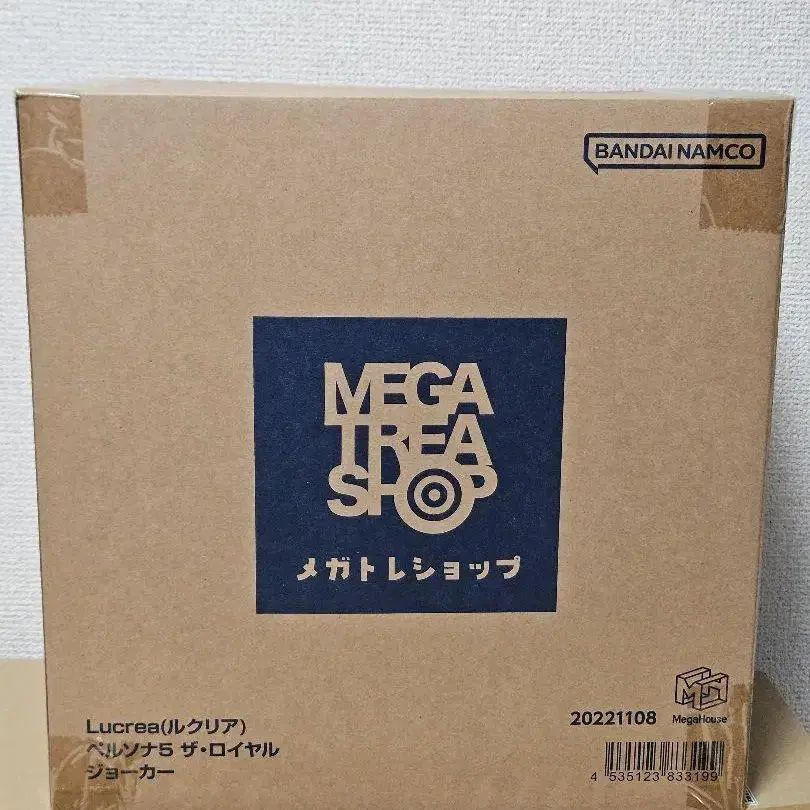 BANDAI NAMCO
MEGA
TREA
SHOP
メガトレショップ
Lucrea(ルクリア)
ペルソナ5 ザ・ロイヤル
ジョーカー
20221108
MegaHouse
4 535123 833199